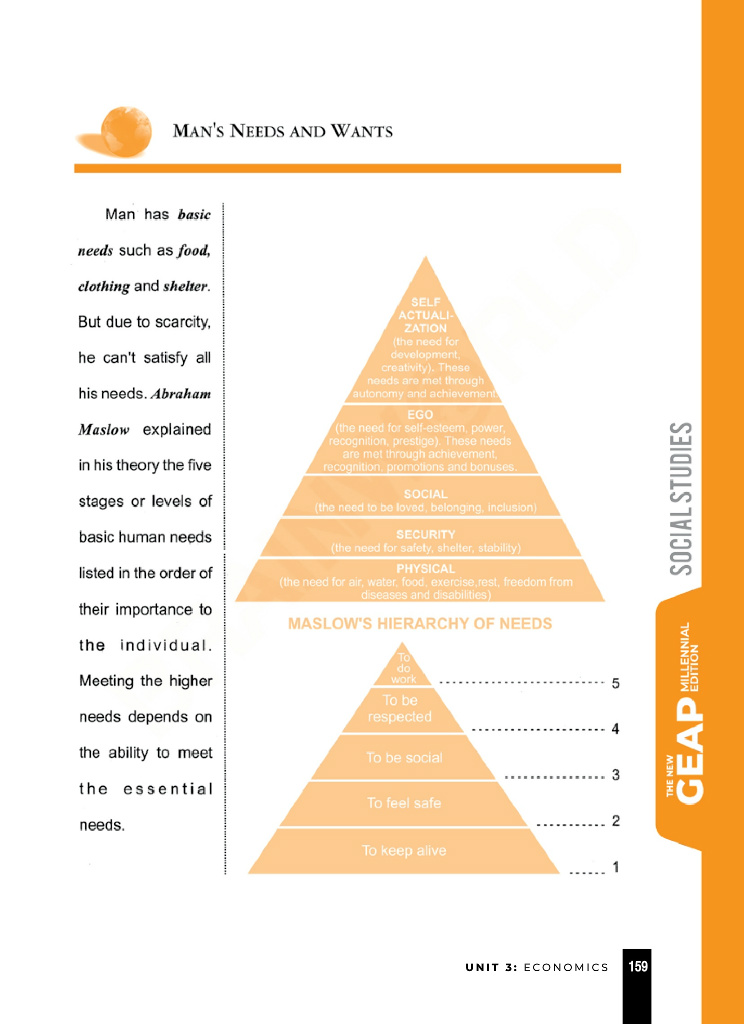 MAN'S NEEDS AND WANTS
Man has basic
needs such as food,
clothing and shelter.
But due to scarcity,
he can't satisfy all
his needs. Abraham
Maslow explained
in his theory the five
stages or levels of
basic human needs
listed in the order of
their importance to
the individual.
Meeting the higher
needs depends on
the ability to meet
the essential
needs.
SELF
ACTUALI-
ZATION
(the need for
development,
creativity). These
needs are met through
autonomy and achievement.
EGO
(the need for self-esteem, power,
recognition, prestige). These needs
are met through achievement,
recognition, promotions and bonuses.
SOCIAL
(the need to be loved, belonging, inclusion)
SECURITY
(the need for safety, shelter, stability)
PHYSICAL
(the need for air, water, food, exercise,rest, freedom from
diseases and disabilities)
MASLOW'S HIERARCHY OF NEEDS
To
do
work
5
To be
respected
4
To be social
3
To feel safe
2
To keep alive
1
SOCIAL STUDIES
THE NEW
GEAP
MILLENNIAL
EDITION
UNIT 3: ECONOMICS
159